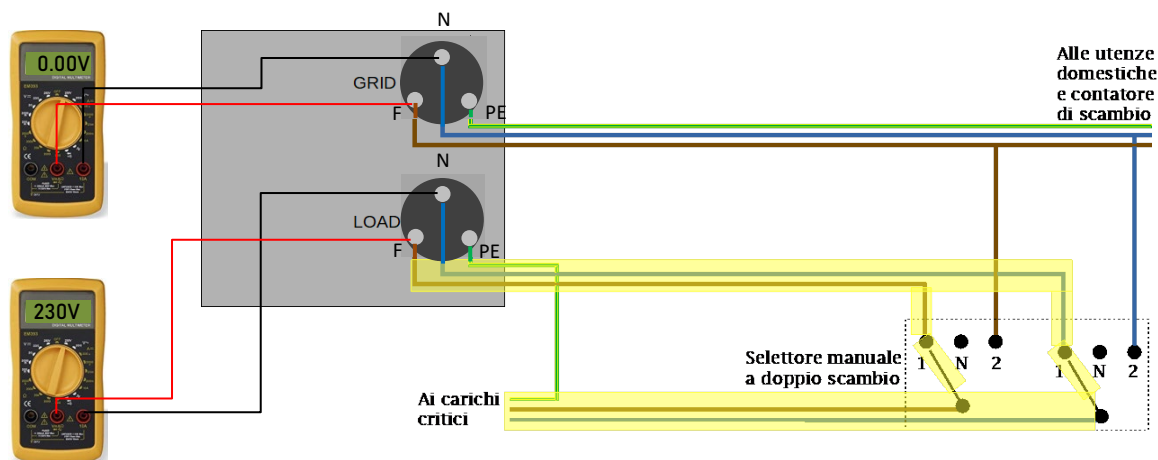 N
0.00V
GRID
F
PE
Alle utenze
domestiche
e contatore
di scambio
N
LOAD
F
PE
230V
Selettore manuale
a doppio scambio
1
N
2
1
N
2
Ai carichi
critici